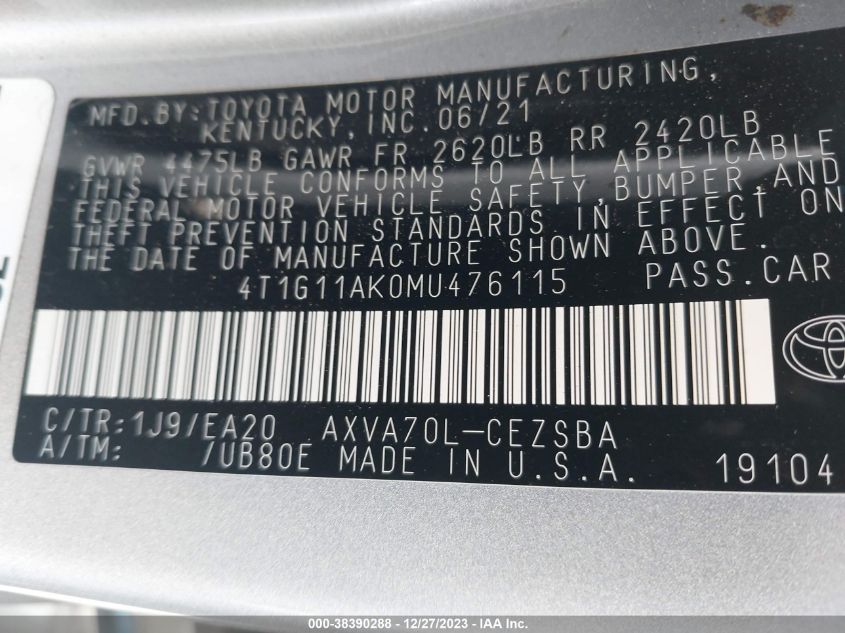 MFD.BY:TOYOTA MOTOR MANUFACTURING,
KENTUCKY,INC.06/21
GVWR 4475LB GAWR FR 2620LB RR 2420LB
THIS VEHICLE CONFORMS TO ALL APPLICABLE
FEDERAL MOTOR VEHICLE SAFETY,BUMPER,AND
THEFT PREVENTION STANDARDS IN EFFECT ON
THE DATE OF MANUFACTURE SHOWN ABOVE.
4T1G11AK0MU476115 PASS.CAR
C/TR:1J9/EA20 AXVA70L-CEZSBA
A/TM: /UB80E MADE IN U.S.A. 19104
000-38390288 - 12/27/2023 - IAA Inc.